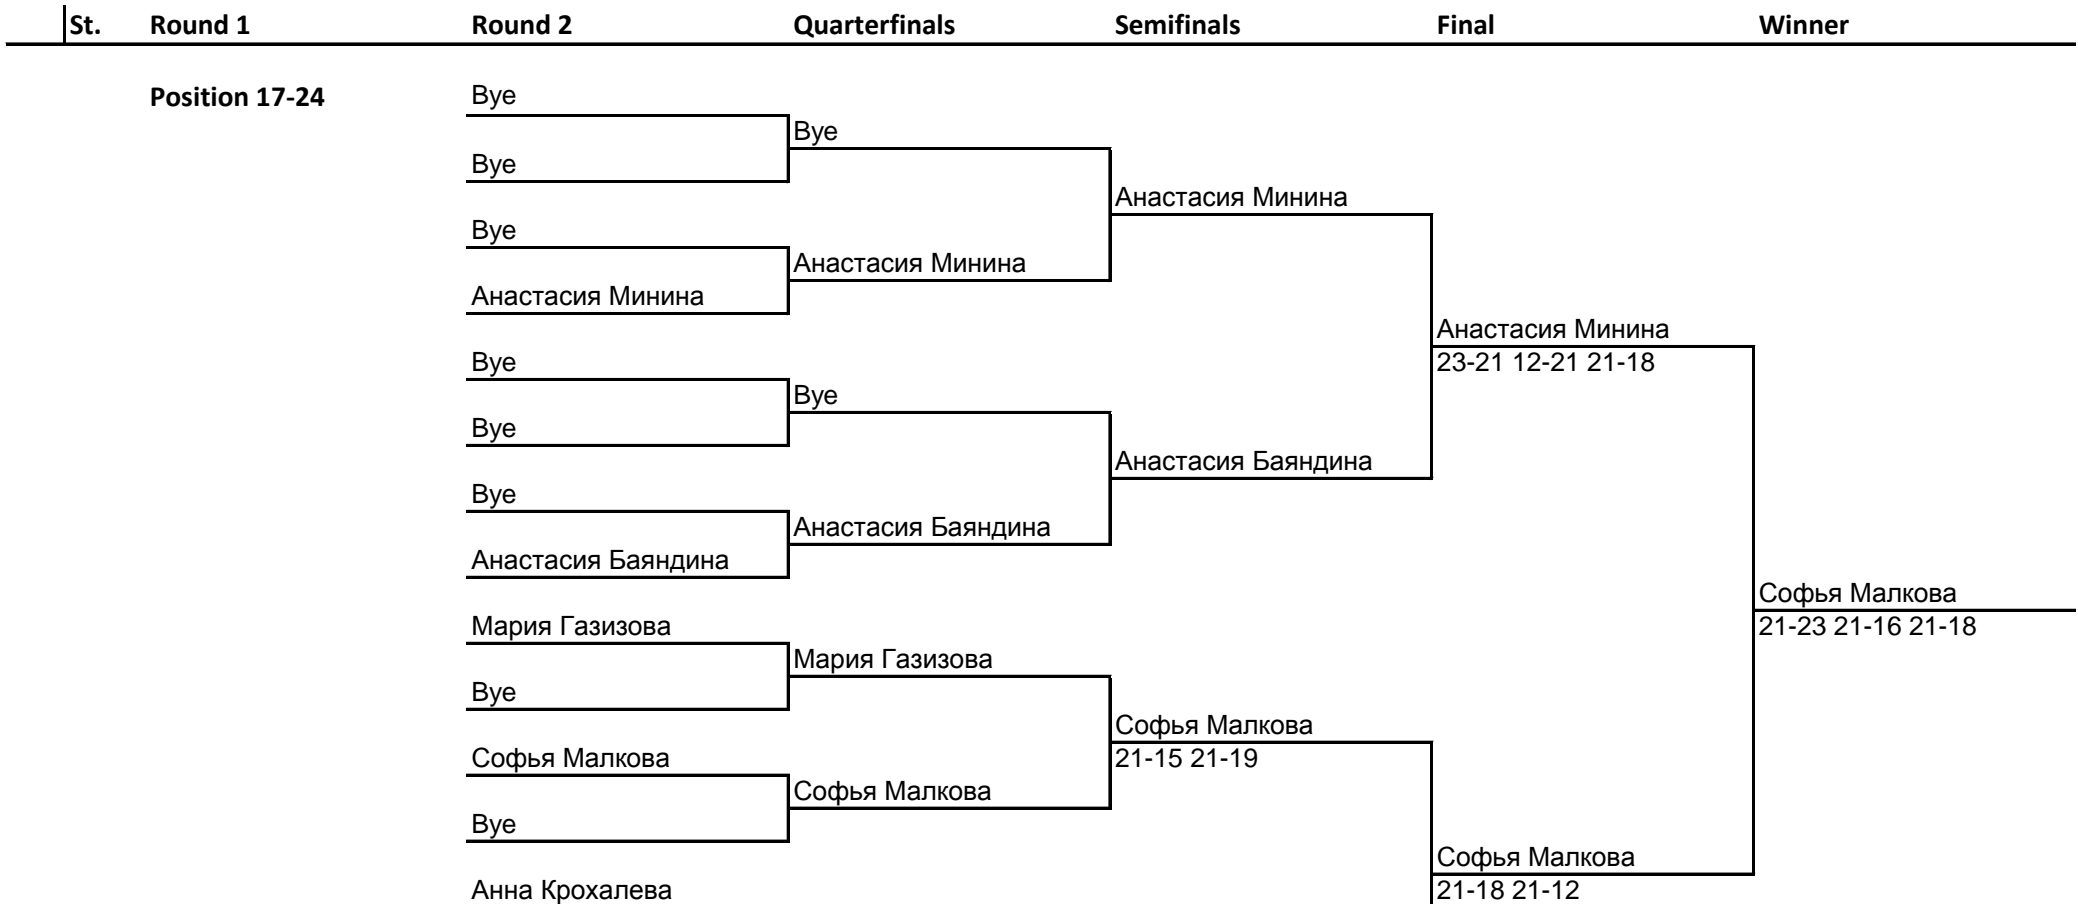 St. Round 1 Round 2 Quarterfinals Semifinals Final Winner
Position 17-24 Bye
Bye
Bye
Анастасия Минина
Bye
Анастасия Минина
Анастасия Минина
Анастасия Минина
Bye 23-21 12-21 21-18
Bye
Bye
Анастасия Баяндина
Bye
Анастасия Баяндина
Анастасия Баяндина
Софья Малкова
Мария Газизова 21-23 21-16 21-18
Мария Газизова
Bye
Софья Малкова
Софья Малкова 21-15 21-19
Софья Малкова
Bye
Софья Малкова
Анна Крохалева 21-18 21-12